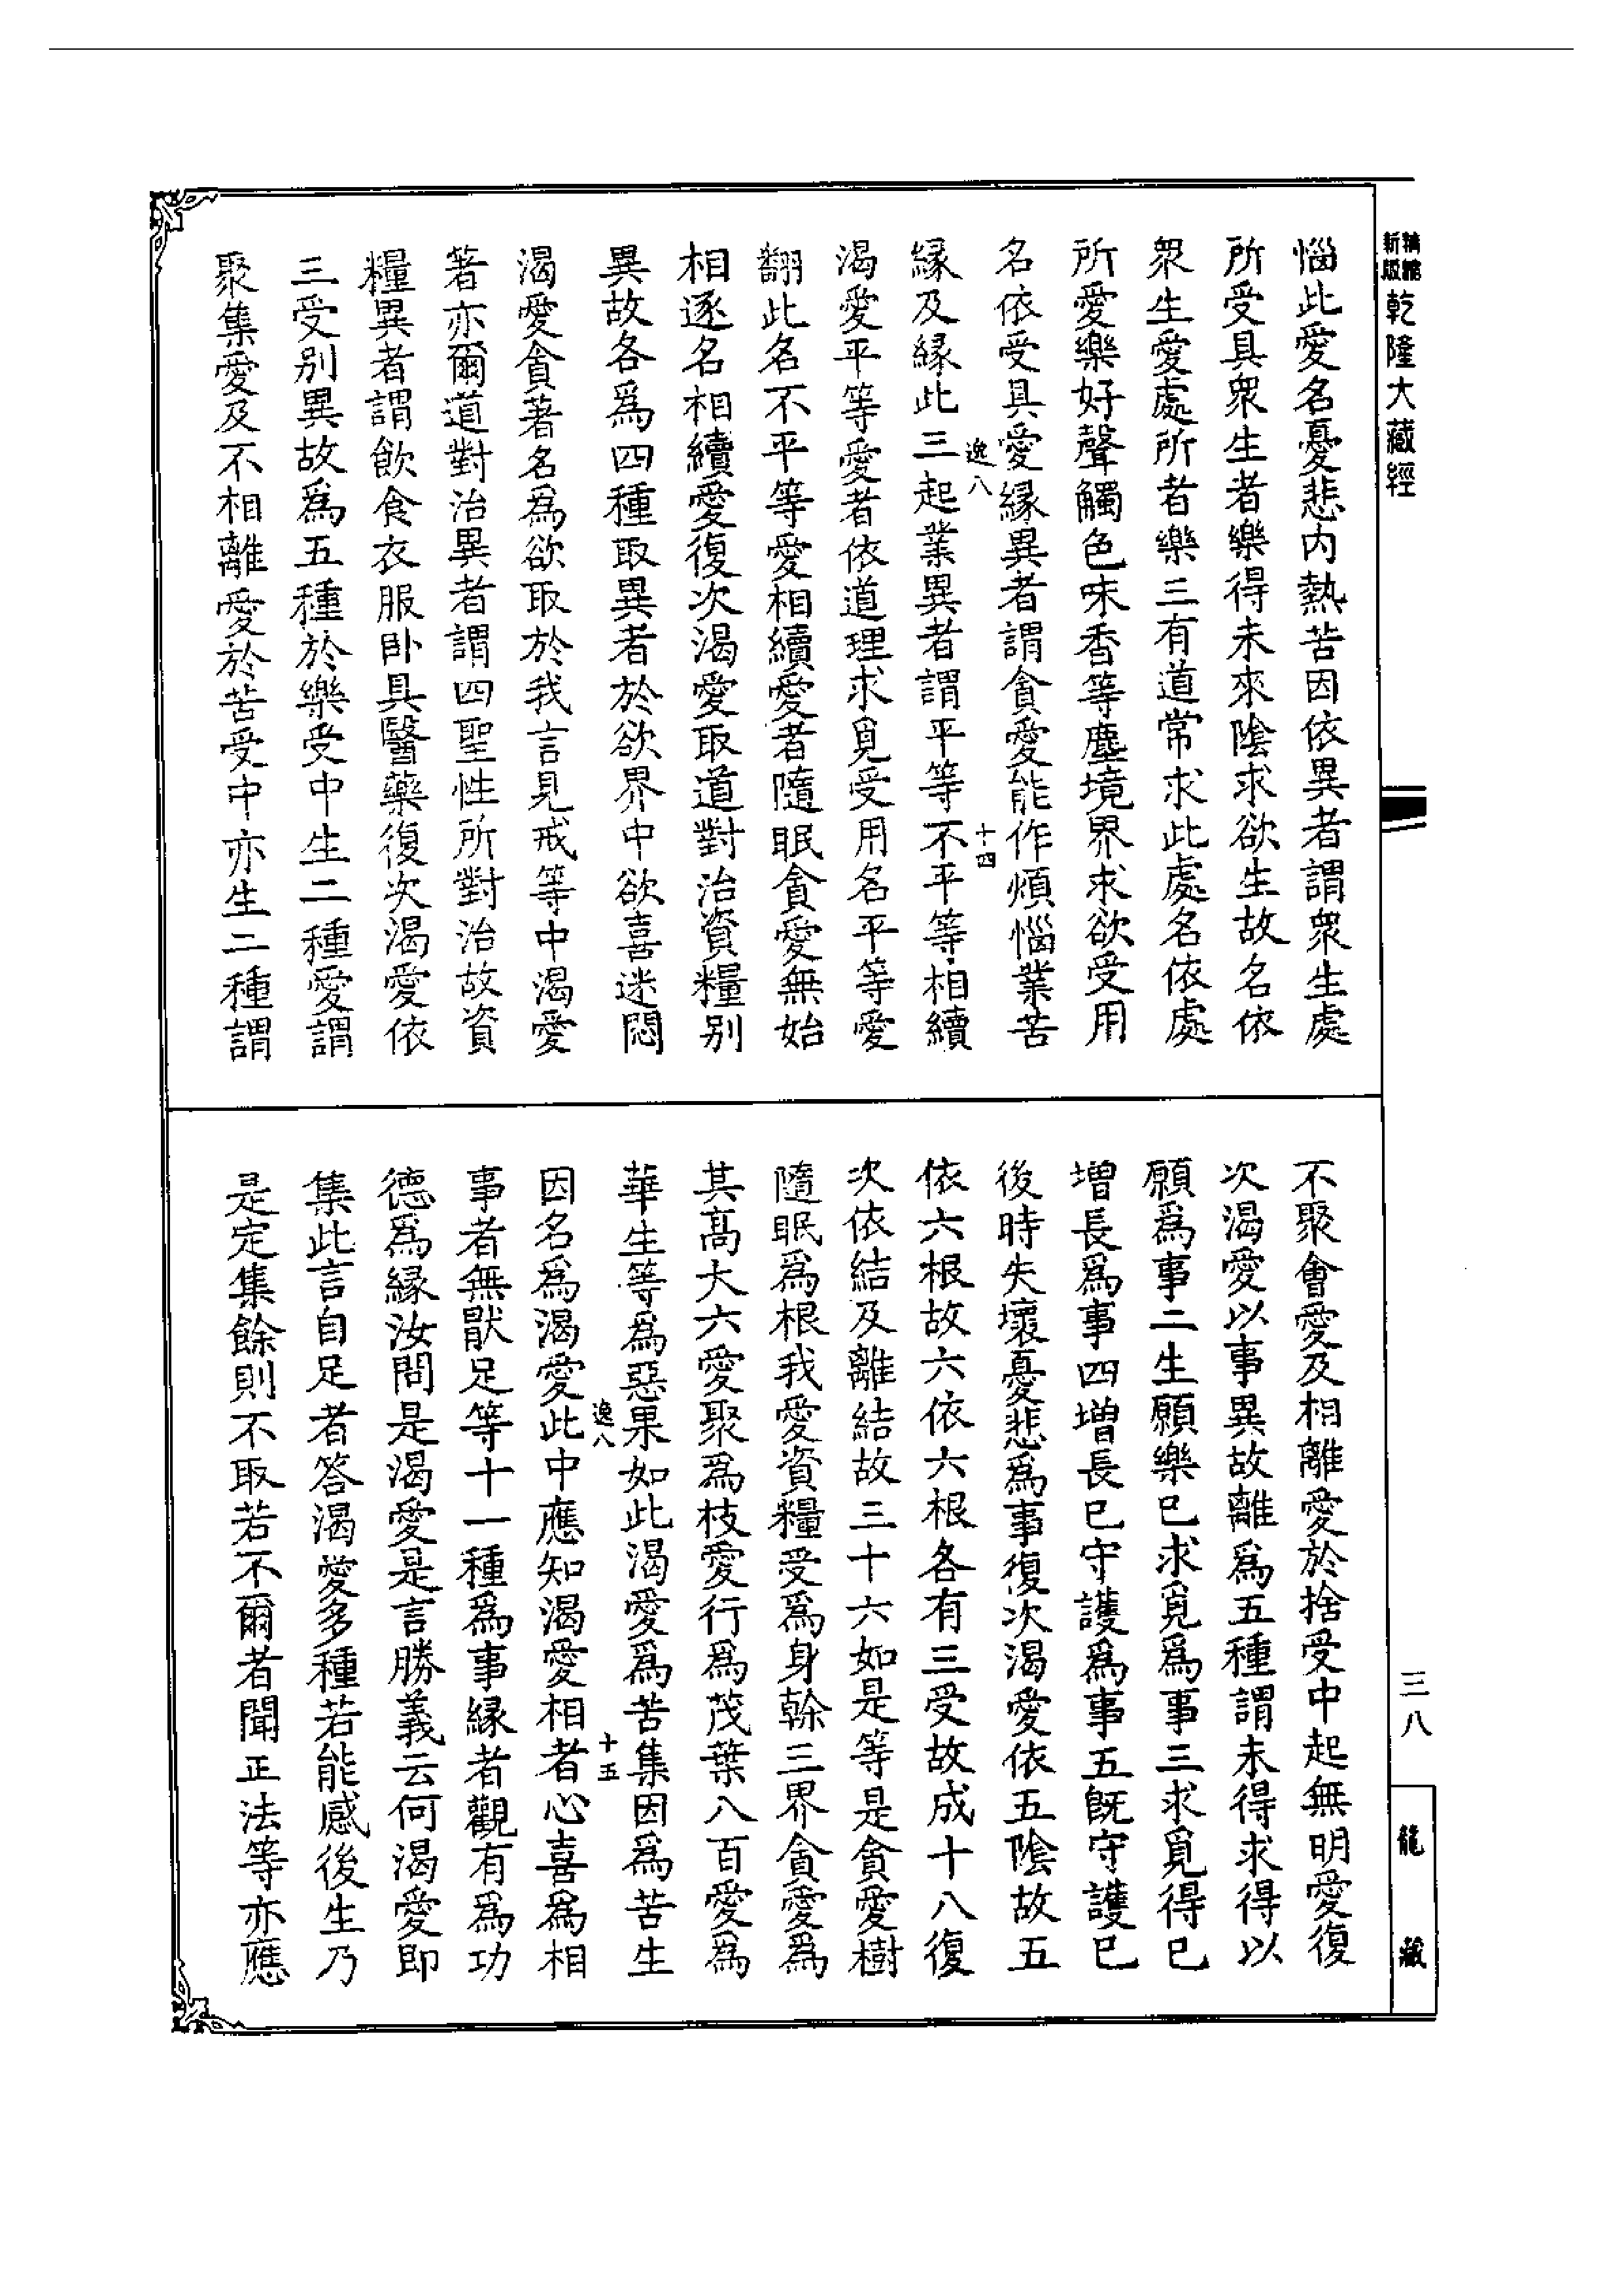 精繕新版乾隆大藏經
惱此愛名憂悲內熱苦因依異者謂衆生處
所受具衆生者樂得未來陰求欲生故名依
衆生愛處所者樂三有道常求此處名依處
所愛樂好聲觸色味香等塵境界求欲受用
名依受具愛緣異者謂貪愛能作煩惱業苦
逸八
十四
緣及緣此三起業異者謂平等不平等相續
渴愛平等愛者依道理求覓受用名平等愛
翻此名不平等愛相續愛者隨眠貪愛無始
相逐名相續愛復次渴愛取道對治資糧別
異故各爲四種取異者於欲界中欲喜迷悶
渴愛貪著名爲欲取於我言見戒等中渴愛
著亦爾道對治異者謂四聖性所對治故資
糧異者謂飲食衣服卧具醫藥復次渴愛依
三受別異故爲五種於樂受中生二種愛謂
聚集愛及不相離愛於苦受中亦生二種謂
不聚會愛及相離愛於捨受中起無明愛復
次渴愛以事異故離爲五種謂未得求得以
願爲事二生願樂已求覓爲事三求覓得已
增長爲事四增長已守護爲事五旣守護已
後時失壞憂悲爲事復次渴愛依五陰故五
依六根故六依六根各有三受故成十八復
次依結及離結故三十六如是等是貪愛樹
隨眠爲根我愛資糧受爲身幹三界貪愛爲
其高大六愛聚爲枝愛行爲茂葉八百愛爲
華生等爲惡果如此渴愛爲苦集因爲苦生
逸八
十五
因名爲渴愛此中應知渴愛相者心喜爲相
事者無猒足等十一種爲事緣者觀有爲功
德爲緣汝問是渴愛是言勝義云何渴愛即
集此言自足者答渴愛多種若能感後生乃
是定集餘則不取若不爾者聞正法等亦應
三八
龍藏